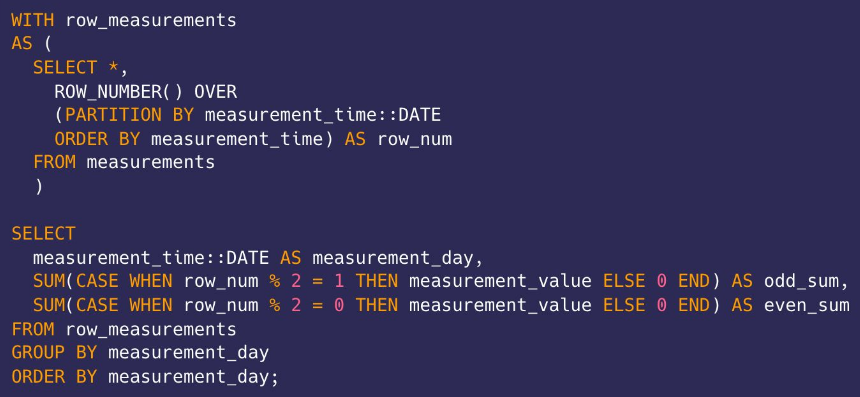 WITH row_measurements
AS (
  SELECT *,
    ROW_NUMBER() OVER
    (PARTITION BY measurement_time::DATE
    ORDER BY measurement_time) AS row_num
  FROM measurements
  )

SELECT
  measurement_time::DATE AS measurement_day,
  SUM(CASE WHEN row_num % 2 = 1 THEN measurement_value ELSE 0 END) AS odd_sum,
  SUM(CASE WHEN row_num % 2 = 0 THEN measurement_value ELSE 0 END) AS even_sum
FROM row_measurements
GROUP BY measurement_day
ORDER BY measurement_day;